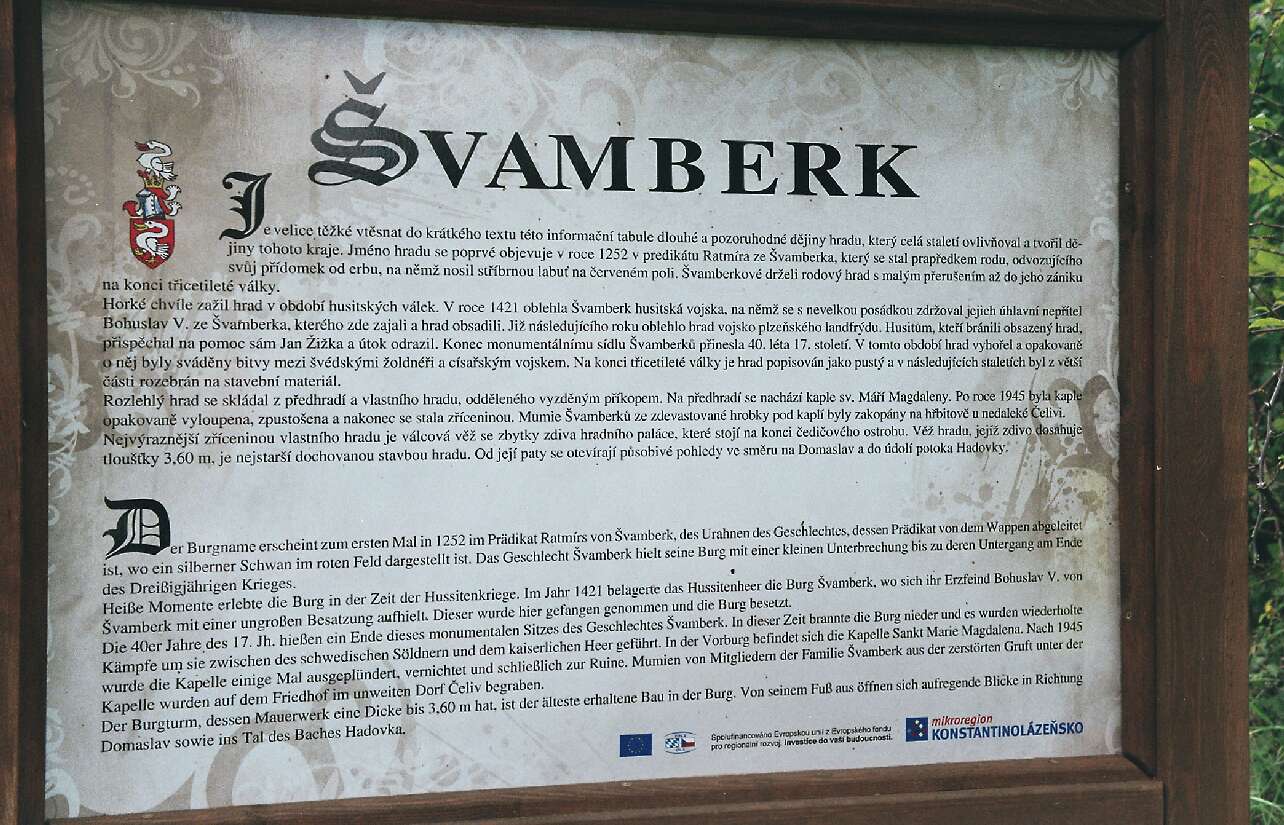 ŠVAMBERK
Je velice těžké vtěsnat do krátkého textu této informační tabule dlouhé a pozoruhodné dějiny hradu, který celá staletí ovlivňoval a tvořil dě-
jiny tohoto kraje. Jméno hradu se poprvé objevuje v roce 1252 v predikátu Ratmíra ze Švamberka, který se stal prapředkem rodu, odvozujícího
svůj přídomek od erbu, na němž nosil stříbrnou labuť na červeném poli. Švamberkové drželi rodový hrad s malým přerušením až do jeho zániku
na konci třicetileté války.
Horké chvíle zažil hrad v období husitských válek. V roce 1421 oblehla Švamberk husitská vojska, na němž se s nevelkou posádkou zdržoval jejich úhlavní nepřítel
Bohuslav V. ze Švamberka, kterého zde zajali a hrad obsadili. Již následujícího roku oblehlo hrad vojsko plzeňského landfrýdu. Husitům, kteří bránili obsazený hrad,
přispěchal na pomoc sám Jan Žižka a útok odrazil. Konec monumentálnímu sídlu Švamberků přinesla 40. léta 17. století. V tomto období hrad vyhořel a opakovaně
o něj byly sváděny bitvy mezi švédskými žoldnéři a císařským vojskem. Na konci třicetileté války je hrad popisován jako pustý a v následujících staletích byl z větší
části rozebrán na stavební materiál.
Rozlehlý hrad se skládal z předhradí a vlastního hradu, odděleného vyzděným příkopem. Na předhradí se nachází kaple sv. Máří Magdaleny. Po roce 1945 byla kaple
opakovaně vyloupena, zpustošena a nakonec se stala zříceninou. Mumie Švamberků ze zdevastované hrobky pod kaplí byly zakopány na hřbitově u nedaleké Čelivi.
Nejvýraznější zříceninou vlastního hradu je válcová věž se zbytky zdiva hradního paláce, které stojí na konci čedičového ostrohu. Věž hradu, jejíž zdivo dosahuje
tloušťky 3,60 m, je nejstarší dochovanou stavbou hradu. Od její paty se otevírají působivé pohledy ve směru na Domaslav a do údolí potoka Hadovky.
Der Burgname erscheint zum ersten Mal in 1252 im Prädikat Ratmírs von Švamberk, des Urahnen des Geschlechtes, dessen Prädikat von dem Wappen abgeleitet
ist, wo ein silberner Schwan im roten Feld dargestellt ist. Das Geschlecht Švamberk hielt seine Burg mit einer kleinen Unterbrechung bis zu deren Untergang am Ende
des Dreißigjährigen Krieges.
Heiße Momente erlebte die Burg in der Zeit der Hussitenkriege. Im Jahr 1421 belagerte das Hussitenheer die Burg Švamberk, wo sich ihr Erzfeind Bohuslav V. von
Švamberk mit einer ungroßen Besatzung aufhielt. Dieser wurde hier gefangen genommen und die Burg besetzt.
Die 40er Jahre des 17. Jh. hießen ein Ende dieses monumentalen Sitzes des Geschlechtes Švamberk. In dieser Zeit brannte die Burg nieder und es wurden wiederholte
Kämpfe um sie zwischen des schwedischen Söldnern und dem kaiserlichen Heer geführt. In der Vorburg befindet sich die Kapelle Sankt Marie Magdalena. Nach 1945
wurde die Kapelle einige Mal ausgeplündert, vernichtet und schließlich zur Ruine. Mumien von Mitgliedern der Familie Švamberk aus der zerstörten Gruft unter der
Kapelle wurden auf dem Friedhof im unweiten Dorf Čeliv begraben.
Der Burgturm, dessen Mauerwerk eine Dicke bis 3,60 m hat, ist der älteste erhaltene Bau in der Burg. Von seinem Fuß aus öffnen sich aufregende Blicke in Richtung
Domaslav sowie ins Tal des Baches Hadovka.
Spolufinancováno Evropskou unií z Evropského fondu
pro regionální rozvoj. Investice do vaší budoucnosti.
mikroregion
KONSTANTINOLÁZEŇSKO